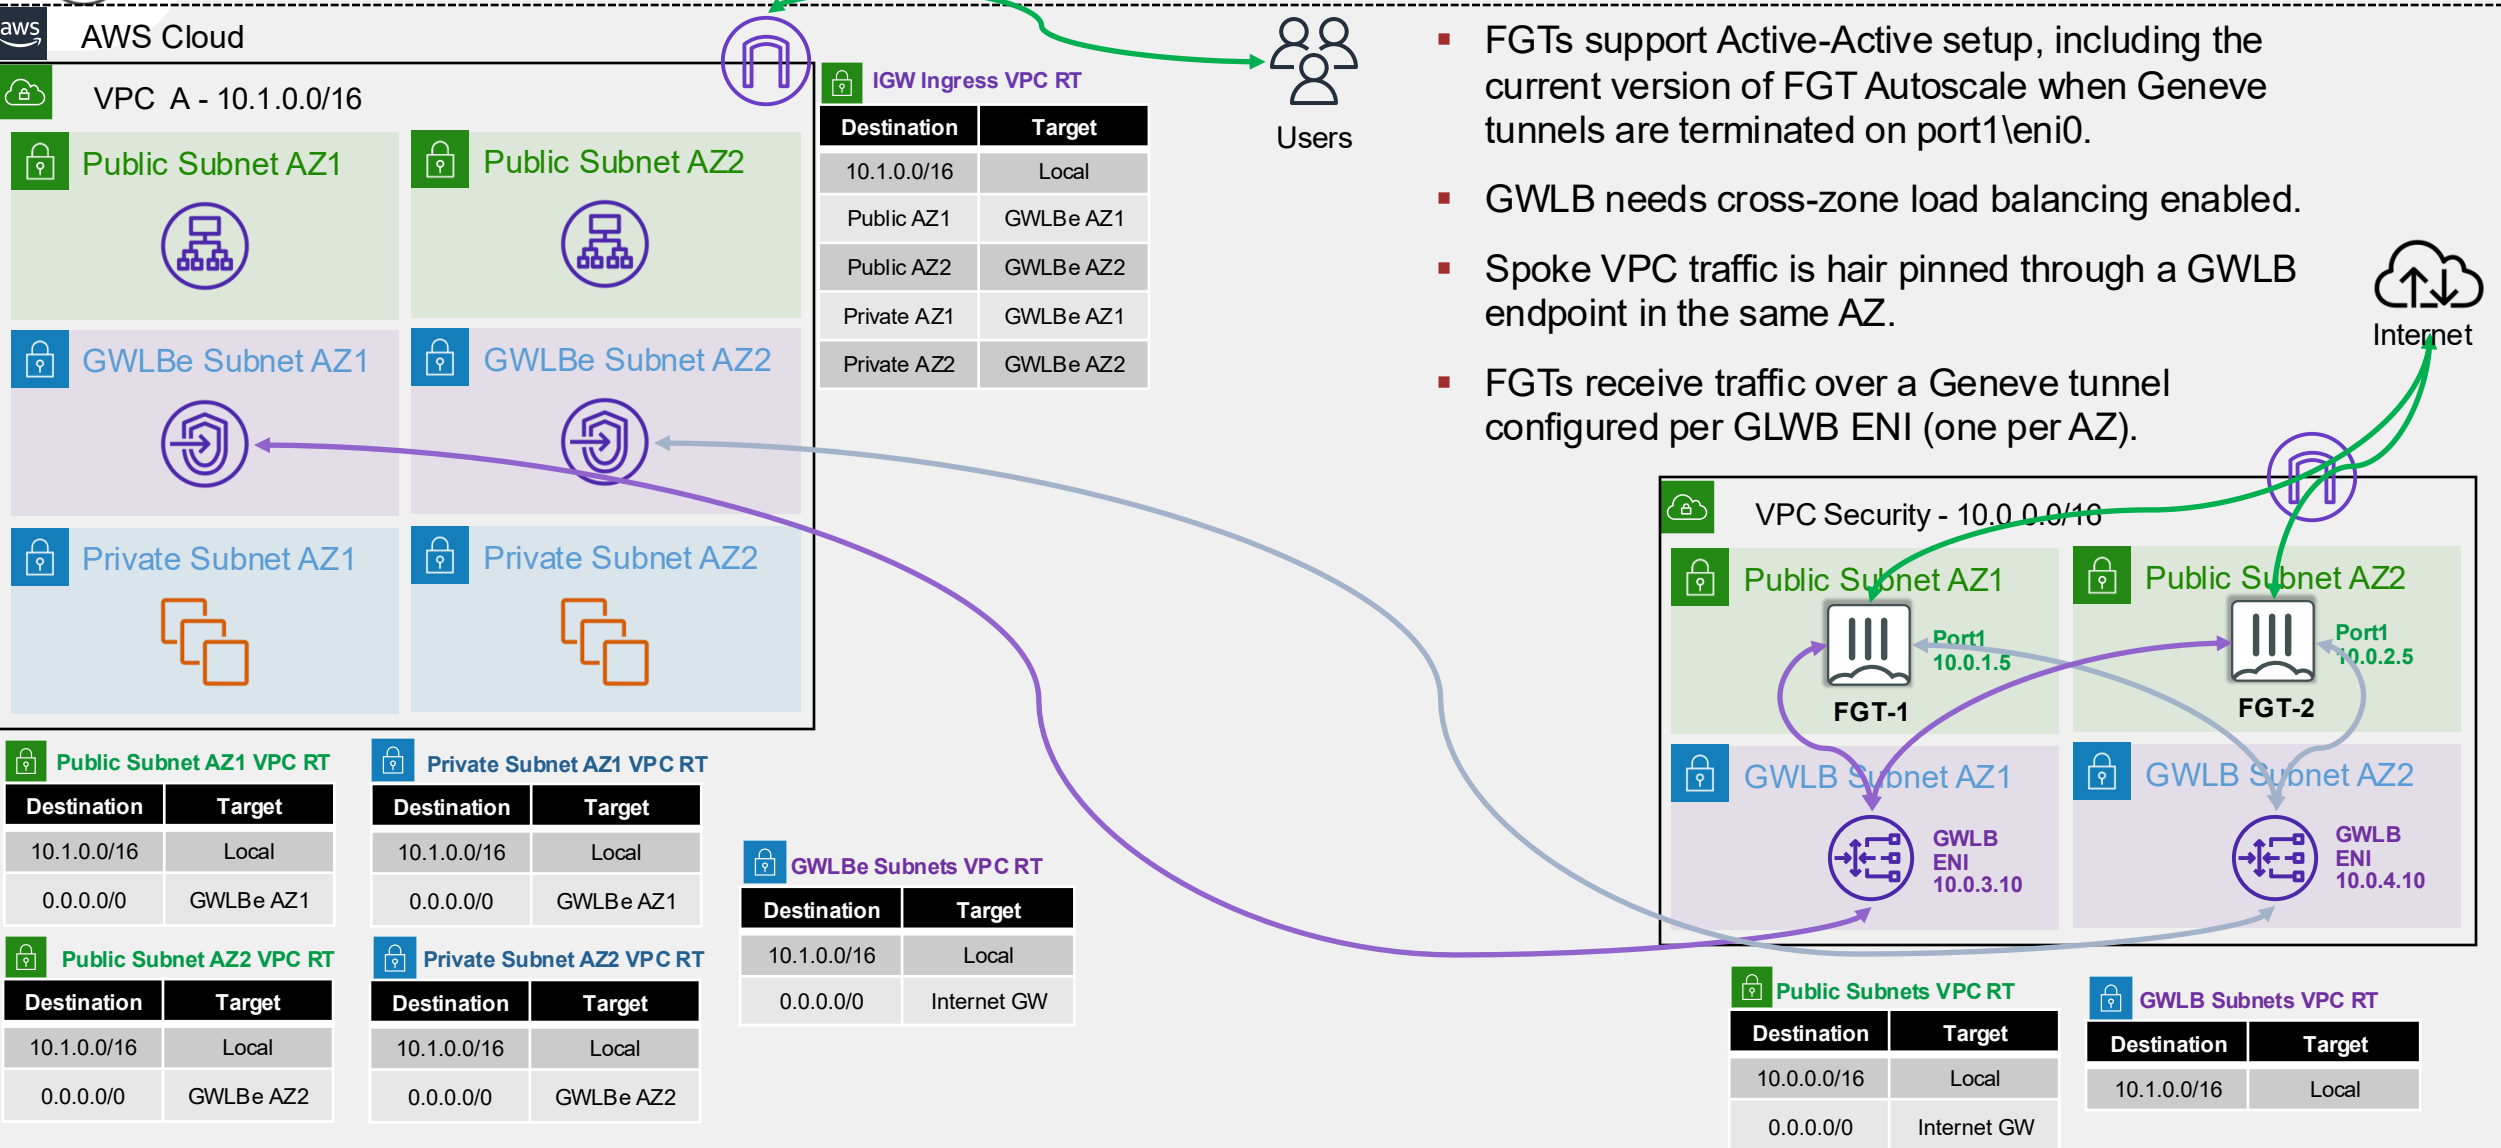 aws
AWS Cloud
VPC A - 10.1.0.0/16
Public Subnet AZ1
Public Subnet AZ2
GWLBe Subnet AZ1
GWLBe Subnet AZ2
Private Subnet AZ1
Private Subnet AZ2
IGW Ingress VPC RT
Destination Target
10.1.0.0/16 Local
Public AZ1 GWLBe AZ1
Public AZ2 GWLBe AZ2
Private AZ1 GWLBe AZ1
Private AZ2 GWLBe AZ2
Users
▪ FGTs support Active-Active setup, including the
current version of FGT Autoscale when Geneve
tunnels are terminated on port1\eni0.
▪ GWLB needs cross-zone load balancing enabled.
▪ Spoke VPC traffic is hair pinned through a GWLB
endpoint in the same AZ.
▪ FGTs receive traffic over a Geneve tunnel
configured per GLWB ENI (one per AZ).
Internet
VPC Security - 10.0.0.0/16
Public Subnet AZ1
Public Subnet AZ2
Port1
10.0.1.5
FGT-1
Port1
10.0.2.5
FGT-2
GWLB Subnet AZ1
GWLB Subnet AZ2
GWLB
ENI
10.0.3.10
GWLB
ENI
10.0.4.10
Public Subnet AZ1 VPC RT
Destination Target
10.1.0.0/16 Local
0.0.0.0/0 GWLBe AZ1
Private Subnet AZ1 VPC RT
Destination Target
10.1.0.0/16 Local
0.0.0.0/0 GWLBe AZ1
Public Subnet AZ2 VPC RT
Destination Target
10.1.0.0/16 Local
0.0.0.0/0 GWLBe AZ2
Private Subnet AZ2 VPC RT
Destination Target
10.1.0.0/16 Local
0.0.0.0/0 GWLBe AZ2
GWLBe Subnets VPC RT
Destination Target
10.1.0.0/16 Local
0.0.0.0/0 Internet GW
Public Subnets VPC RT
Destination Target
10.0.0.0/16 Local
0.0.0.0/0 Internet GW
GWLB Subnets VPC RT
Destination Target
10.1.0.0/16 Local